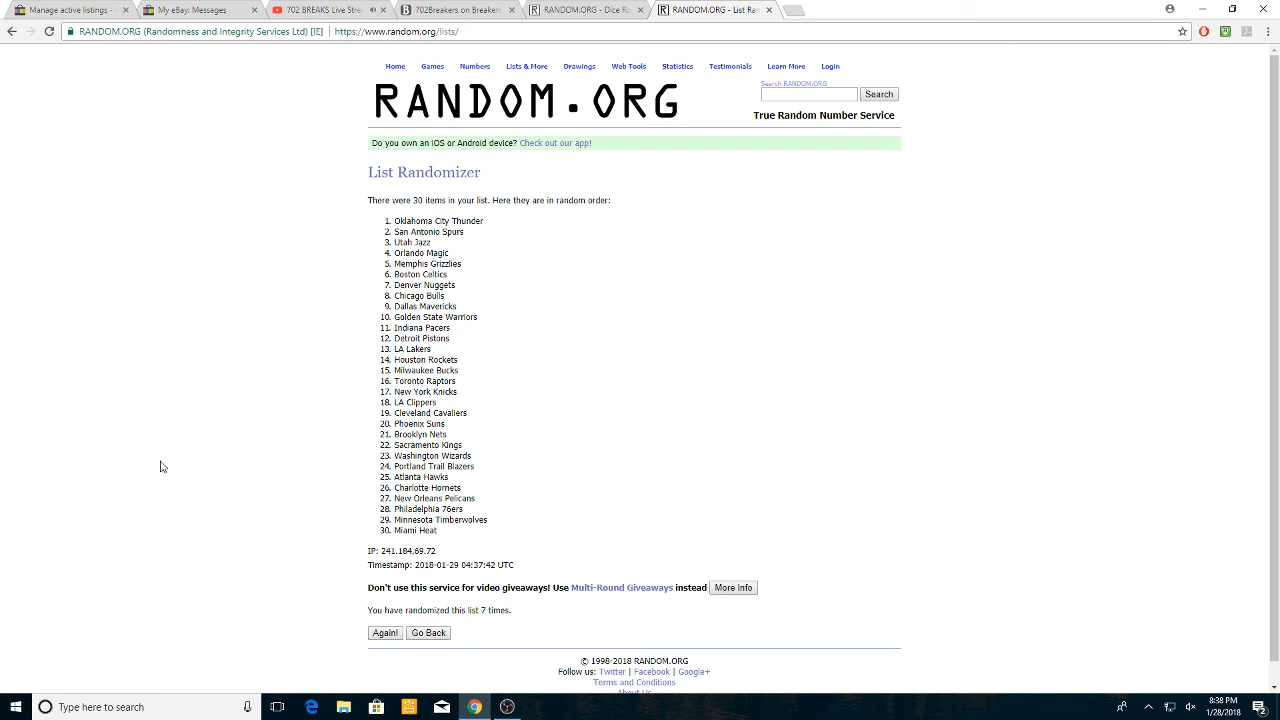 Manage active listings -
My eBay: Messages
702 BREAKS Live Stre
702Breakers on Breakers
RANDOM.ORG - Dice Ro
RANDOM.ORG - List Ran
RANDOM.ORG (Randomness and Integrity Services Ltd) [IE] https://www.random.org/lists/
Home Games Numbers Lists & More Drawings Web Tools Statistics Testimonials Learn More Login
RANDOM.ORG
Search RANDOM.ORG
Search
True Random Number Service
Do you own an iOS or Android device? Check out our app!
List Randomizer
There were 30 items in your list. Here they are in random order:
1. Oklahoma City Thunder
2. San Antonio Spurs
3. Utah Jazz
4. Orlando Magic
5. Memphis Grizzlies
6. Boston Celtics
7. Denver Nuggets
8. Chicago Bulls
9. Dallas Mavericks
10. Golden State Warriors
11. Indiana Pacers
12. Detroit Pistons
13. LA Lakers
14. Houston Rockets
15. Milwaukee Bucks
16. Toronto Raptors
17. New York Knicks
18. LA Clippers
19. Cleveland Cavaliers
20. Phoenix Suns
21. Brooklyn Nets
22. Sacramento Kings
23. Washington Wizards
24. Portland Trail Blazers
25. Atlanta Hawks
26. Charlotte Hornets
27. New Orleans Pelicans
28. Philadelphia 76ers
29. Minnesota Timberwolves
30. Miami Heat
IP: 241.184.69.72
Timestamp: 2018-01-29 04:37:42 UTC
Don't use this service for video giveaways! Use Multi-Round Giveaways instead More Info
You have randomized this list 7 times.
Again! Go Back
© 1998-2018 RANDOM.ORG
Follow us: Twitter | Facebook | Google+
Terms and Conditions
About Us
Type here to search
8:38 PM
1/28/2018